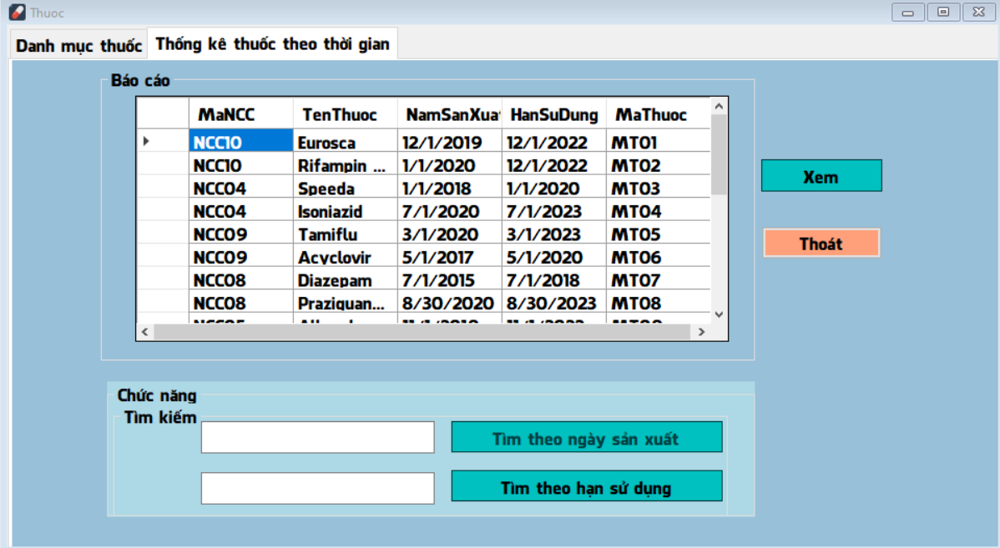 Thuoc
Danh mục thuốc Thống kê thuốc theo thời gian
Báo cáo
MaNCC TenThuoc NamSanXua HanSuDung MaThuoc
NCC10 Eurosca 12/1/2019 12/1/2022 MT01
NCC10 Rifampin ... 1/1/2020 12/1/2022 MT02
NCC04 Speeda 1/1/2018 1/1/2020 MT03
NCC04 Isoniazid 7/1/2020 7/1/2023 MT04
NCC09 Tamiflu 3/1/2020 3/1/2023 MT05
NCC09 Acyclovir 5/1/2017 5/1/2020 MT06
NCC08 Diazepam 7/1/2015 7/1/2018 MT07
NCC08 Praziquan... 8/30/2020 8/30/2023 MT08
Xem
Thoát
Chức năng
Tìm kiếm
Tìm theo ngày sản xuất
Tìm theo hạn sử dụng